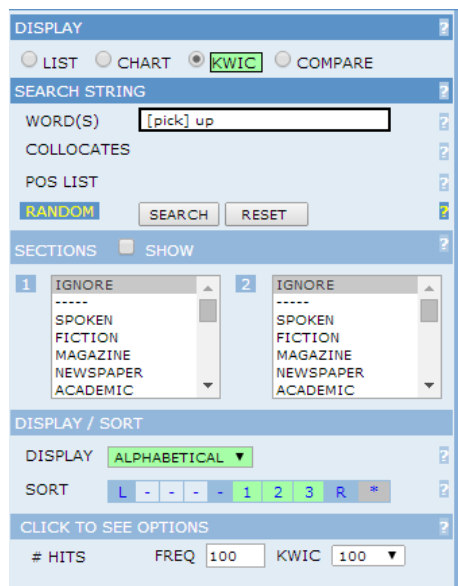 DISPLAY ?
LIST CHART KWIC COMPARE
SEARCH STRING ?
WORD(S) [pick] up ?
COLLOCATES ?
POS LIST ?
RANDOM SEARCH RESET ?
SECTIONS SHOW ?
1 IGNORE 2 IGNORE
----- -----
SPOKEN SPOKEN
FICTION FICTION
MAGAZINE MAGAZINE
NEWSPAPER NEWSPAPER
ACADEMIC ACADEMIC
DISPLAY / SORT
DISPLAY ALPHABETICAL ▼ ?
SORT L - - - - 1 2 3 R * ?
CLICK TO SEE OPTIONS ?
# HITS FREQ 100 KWIC 100 ▼